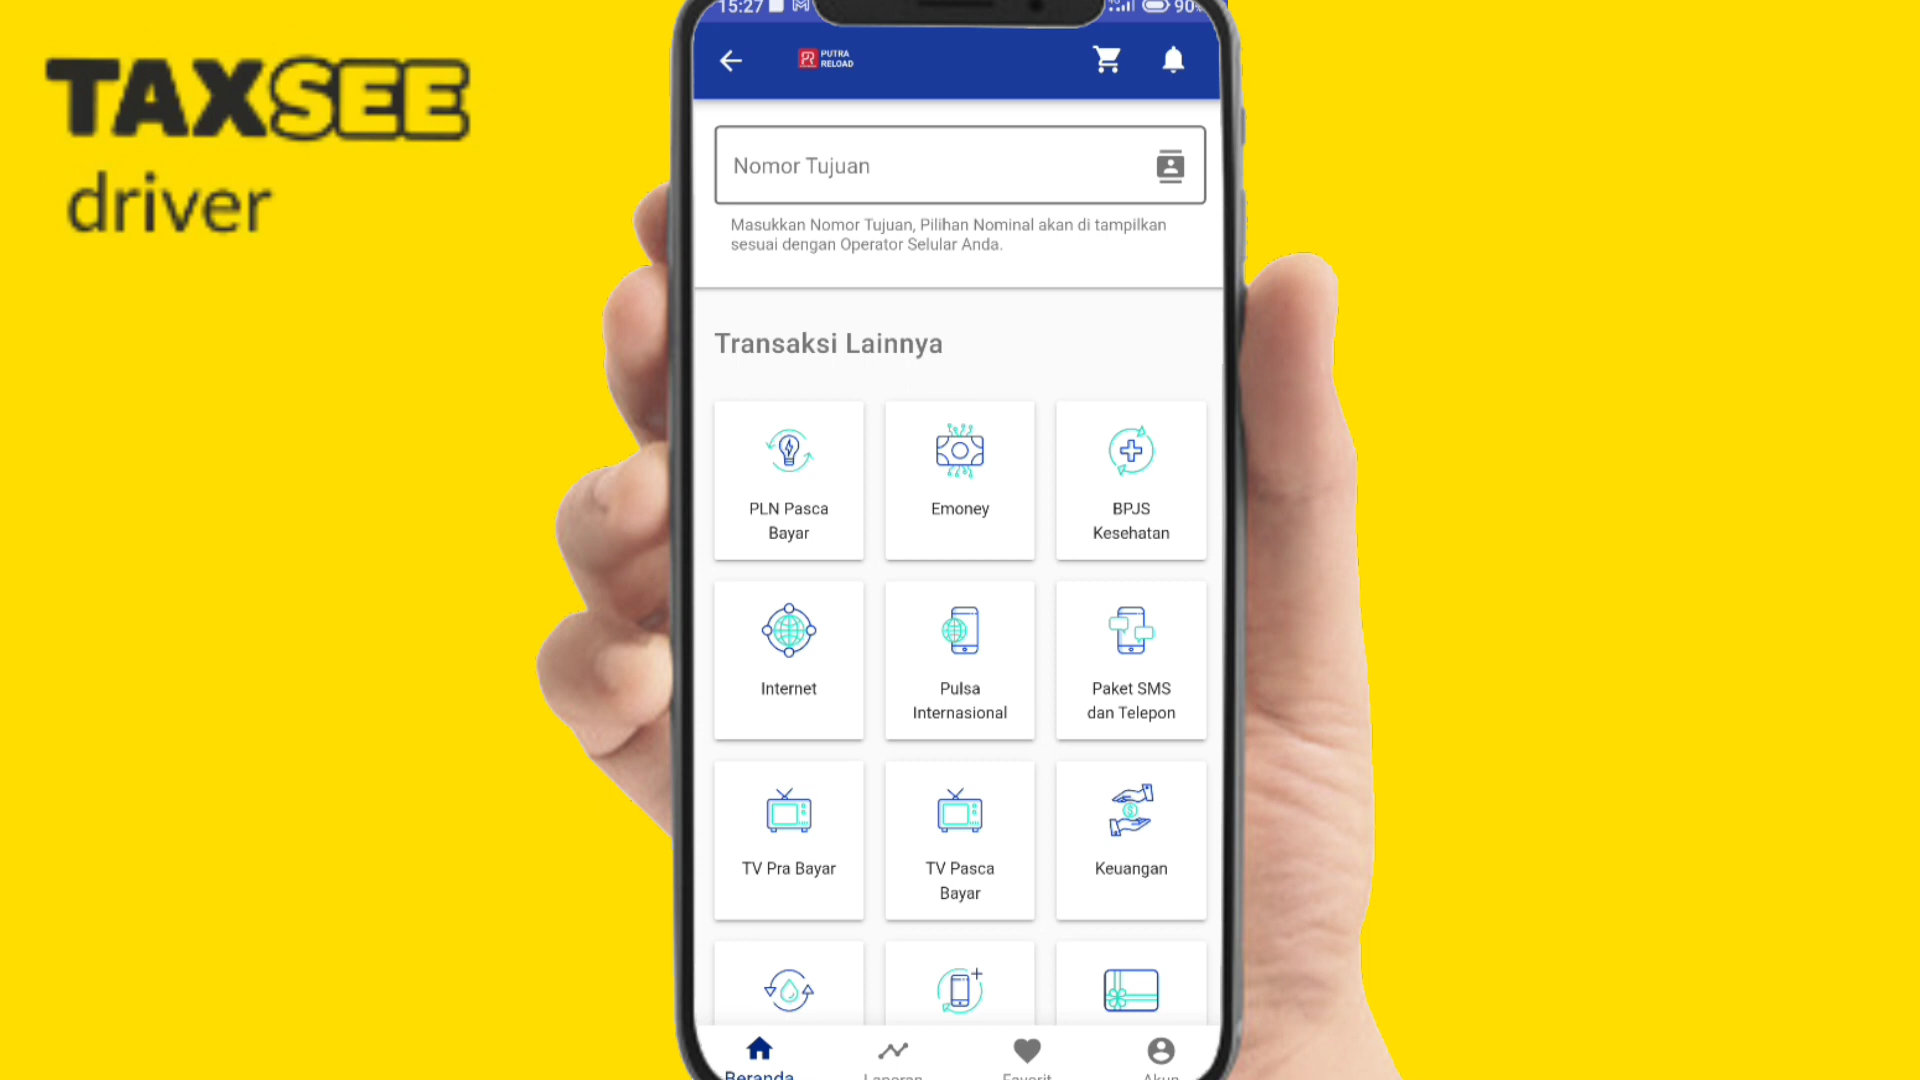 TAXSEE
driver
15:27
90%
PUTRA
RELOAD
Nomor Tujuan
Masukkan Nomor Tujuan, Pilihan Nominal akan di tampilkan
sesuai dengan Operator Selular Anda.
Transaksi Lainnya
PLN Pasca
Bayar
Emoney
BPJS
Kesehatan
Internet
Pulsa
Internasional
Paket SMS
dan Telepon
TV Pra Bayar
TV Pasca
Bayar
Keuangan
Beranda
Laporan
Favorit
Akun